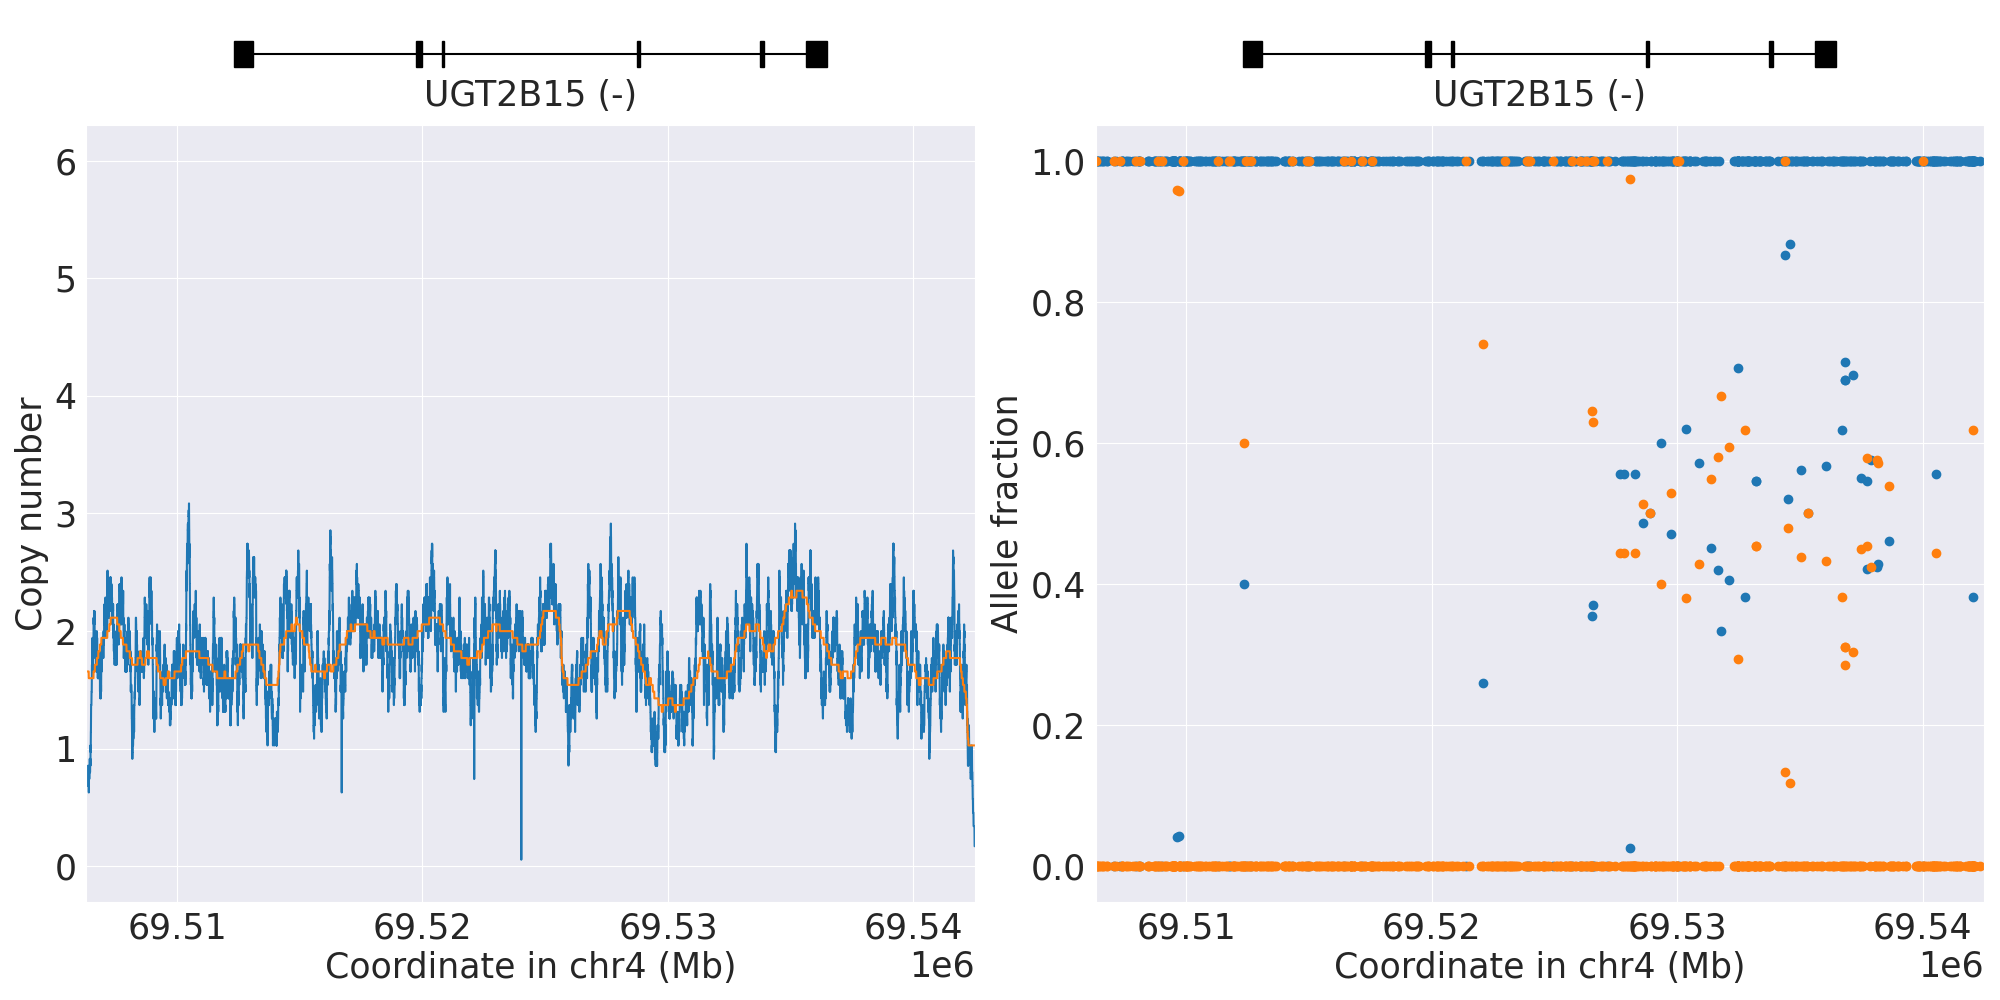 UGT2B15 (-)
UGT2B15 (-)
Copy number
6
5
4
3
2
1
0
69.51 69.52 69.53 69.54
Coordinate in chr4 (Mb)
1e6
Allele fraction
1.0
0.8
0.6
0.4
0.2
0.0
69.51 69.52 69.53 69.54
Coordinate in chr4 (Mb)
1e6